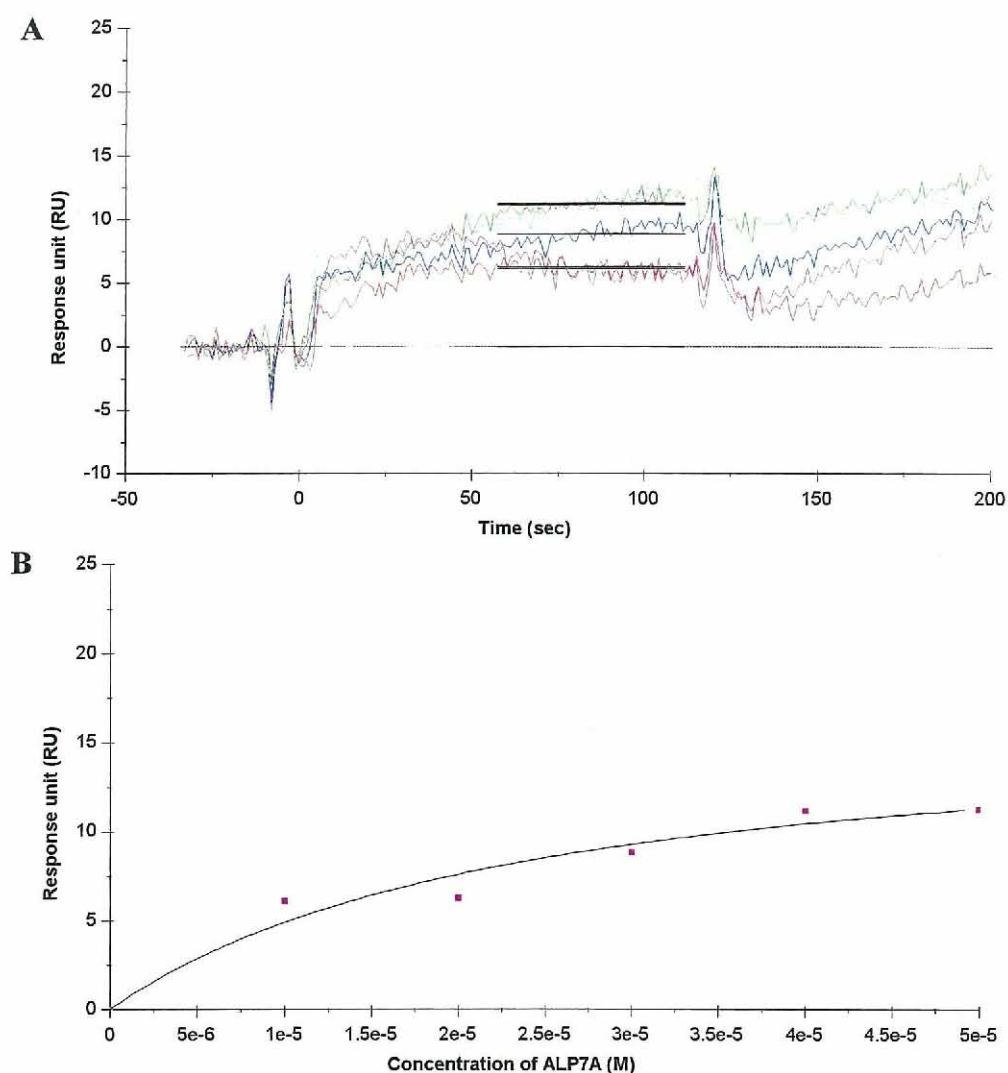 A
25
20
15
10
5
0
-5
-10
Response unit (RU)
-50 0 50 100 150 200
Time (sec)
B
25
20
15
10
5
0
Response unit (RU)
0 5e-6 1e-5 1.5e-5 2e-5 2.5e-5 3e-5 3.5e-5 4e-5 4.5e-5 5e-5
Concentration of ALP7A (M)